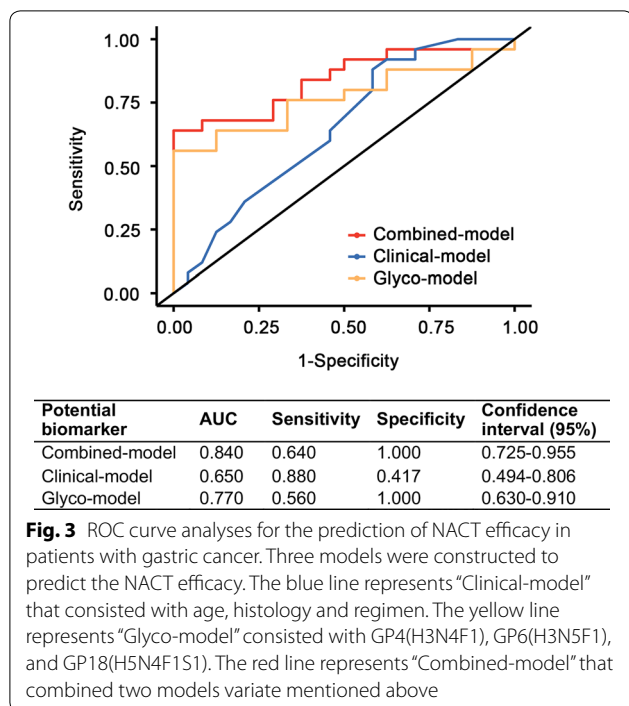 1.00
0.75
0.50
0.25
0.00
Sensitivity
Combined-model
Clinical-model
Glyco-model
0.00 0.25 0.50 0.75 1.00
1-Specificity
Potential biomarker AUC Sensitivity Specificity Confidence interval (95%)
Combined-model 0.840 0.640 1.000 0.725-0.955
Clinical-model 0.650 0.880 0.417 0.494-0.806
Glyco-model 0.770 0.560 1.000 0.630-0.910
Fig. 3 ROC curve analyses for the prediction of NACT efficacy in
patients with gastric cancer. Three models were constructed to
predict the NACT efficacy. The blue line represents “Clinical-model”
that consisted with age, histology and regimen. The yellow line
represents “Glyco-model” consisted with GP4(H3N4F1), GP6(H3N5F1),
and GP18(H5N4F1S1). The red line represents “Combined-model” that
combined two models variate mentioned above